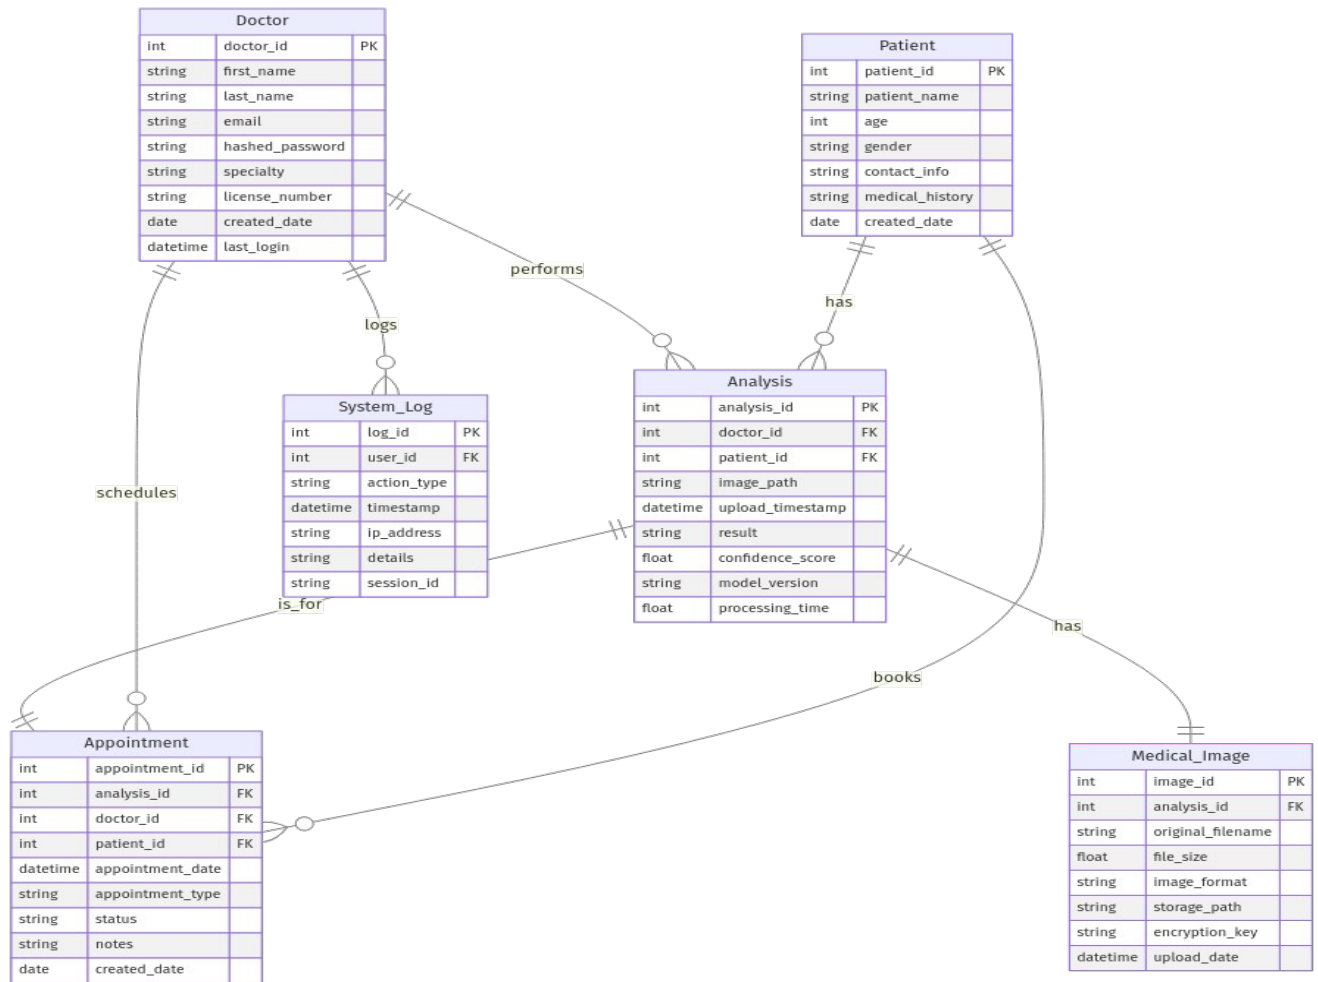 Doctor
int doctor_id PK
string first_name
string last_name
string email
string hashed_password
string specialty
string license_number
date created_date
datetime last_login
Patient
int patient_id PK
string patient_name
int age
string gender
string contact_info
string medical_history
date created_date
performs
has
logs
Analysis
int analysis_id PK
int doctor_id FK
int patient_id FK
string image_path
datetime upload_timestamp
string result
float confidence_score
string model_version
float processing_time
System_Log
int log_id PK
int user_id FK
string action_type
datetime timestamp
string ip_address
string details
string session_id
schedules
is_for
has
books
Appointment
int appointment_id PK
int analysis_id FK
int doctor_id FK
int patient_id FK
datetime appointment_date
string appointment_type
string status
string notes
date created_date
Medical_Image
int image_id PK
int analysis_id FK
string original_filename
float file_size
string image_format
string storage_path
string encryption_key
datetime upload_date